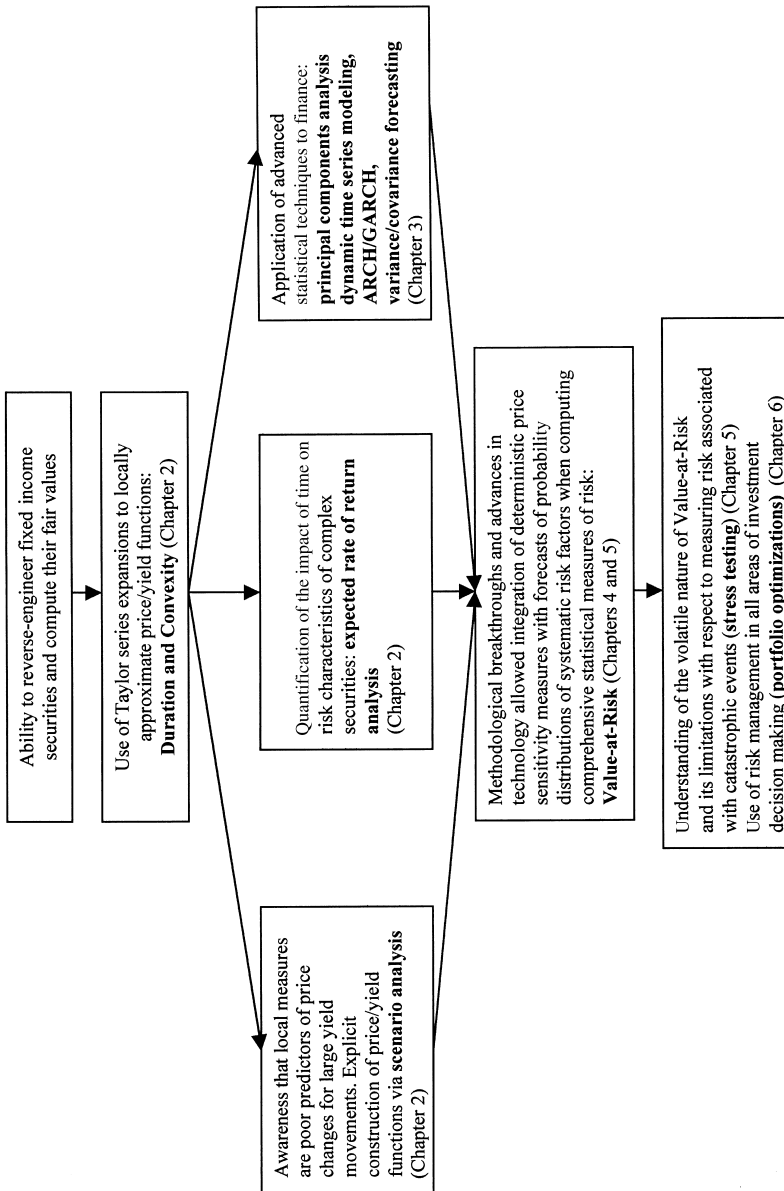 Ability to reverse-engineer fixed income
securities and compute their fair values
Use of Taylor series expansions to locally
approximate price/yield functions:
Duration and Convexity (Chapter 2)
Awareness that local measures
are poor predictors of price
changes for large yield
movements. Explicit
construction of price/yield
functions via scenario analysis
(Chapter 2)
Quantification of the impact of time on
risk characteristics of complex
securities: expected rate of return
analysis
(Chapter 2)
Application of advanced
statistical techniques to finance:
principal components analysis
dynamic time series modeling,
ARCH/GARCH,
variance/covariance forecasting
(Chapter 3)
Methodological breakthroughs and advances in
technology allowed integration of deterministic price
sensitivity measures with forecasts of probability
distributions of systematic risk factors when computing
comprehensive statistical measures of risk:
Value-at-Risk (Chapters 4 and 5)
Understanding of the volatile nature of Value-at-Risk
and its limitations with respect to measuring risk associated
with catastrophic events (stress testing) (Chapter 5)
Use of risk management in all areas of investment
decision making (portfolio optimizations) (Chapter 6)